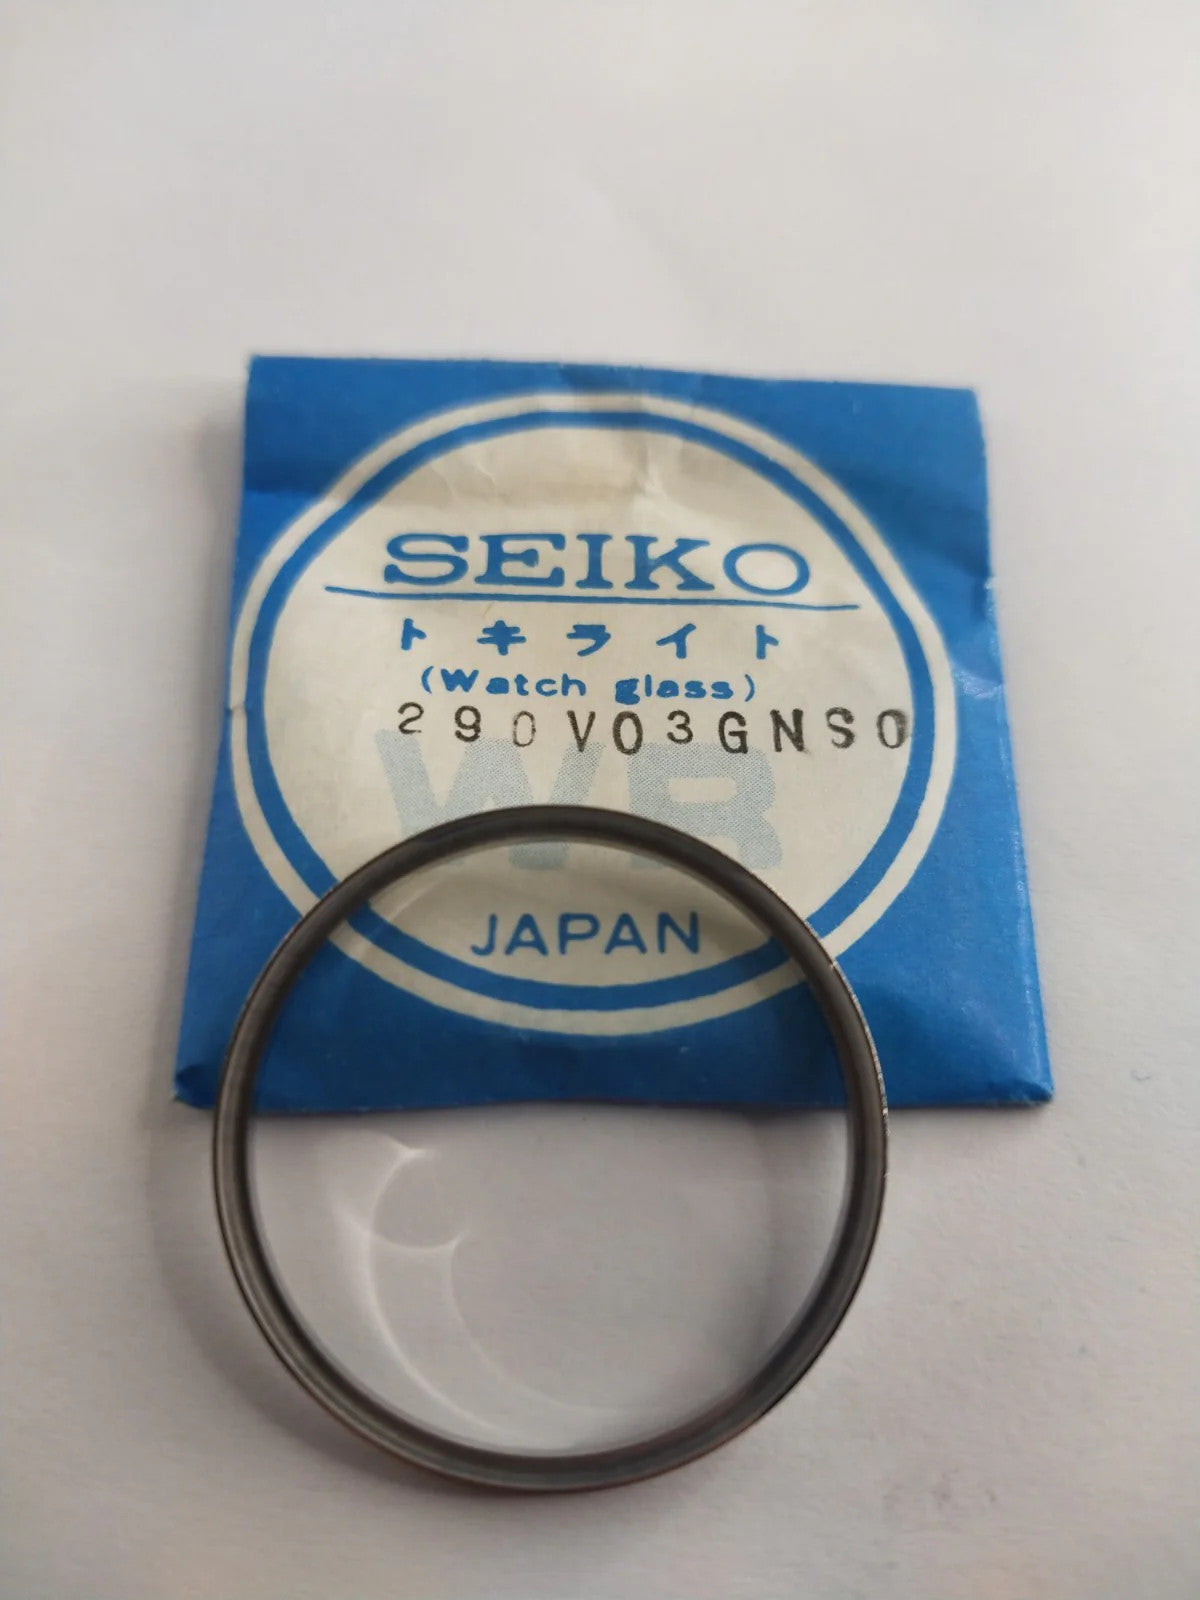 SEIKO
トキライト
(Watch glass)
290V03GNS0
WR
JAPAN